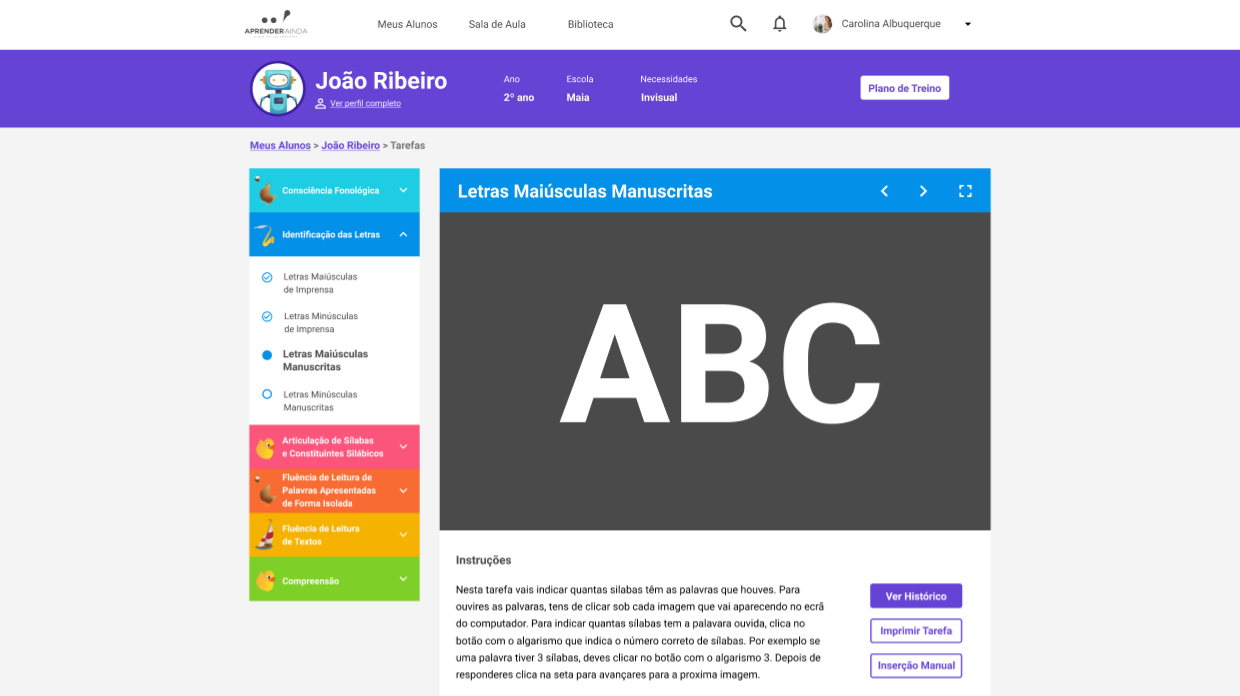 APRENDERAINDA
Meus Alunos
Sala de Aula
Biblioteca
Carolina Albuquerque
João Ribeiro
Ver perfil completo
Ano
2º ano
Escola
Maia
Necessidades
Invisual
Plano de Treino
Meus Alunos > João Ribeiro > Tarefas
Consciência Fonológica
Identificação das Letras
Letras Maiúsculas
de Imprensa
Letras Minúsculas
de Imprensa
Letras Maiúsculas
Manuscritas
Letras Minúsculas
Manuscritas
Articulação de Sílabas
e Constituintes Silábicos
Fluência de Leitura de
Palavras Apresentadas
de Forma Isolada
Fluência de Leitura
de Textos
Compreensão
Letras Maiúsculas Manuscritas
ABC
Instruções
Nesta tarefa vais indicar quantas silabas têm as palavras que houves. Para
ouvires as palvaras, tens de clicar sob cada imagem que vai aparecendo no ecrã
do computador. Para indicar quantas sílabas tem a palavara ouvida, clica no
botão com o algarismo que indica o número correto de sílabas. Por exemplo se
uma palavra tiver 3 sílabas, deves clicar no botão com o algarismo 3. Depois de
responderes clica na seta para avançares para a proxima imagem.
Ver Histórico
Imprimir Tarefa
Inserção Manual